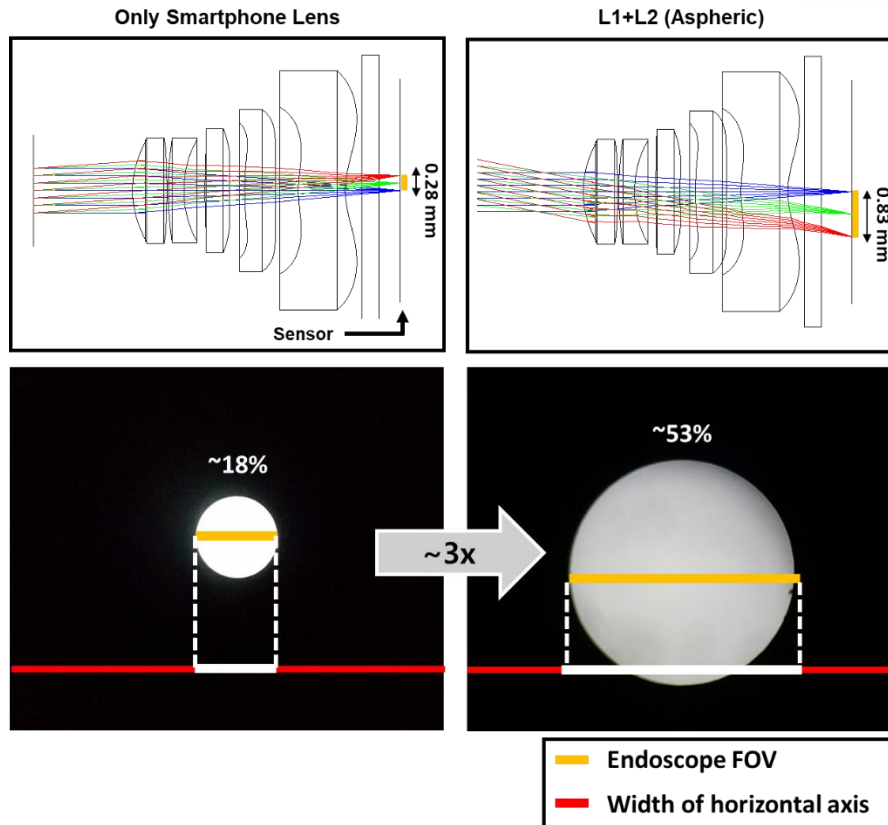 Only Smartphone Lens
L1+L2 (Aspheric)
0.28 mm
Sensor
0.83 mm
~18%
~53%
~3x
Endoscope FOV
Width of horizontal axis